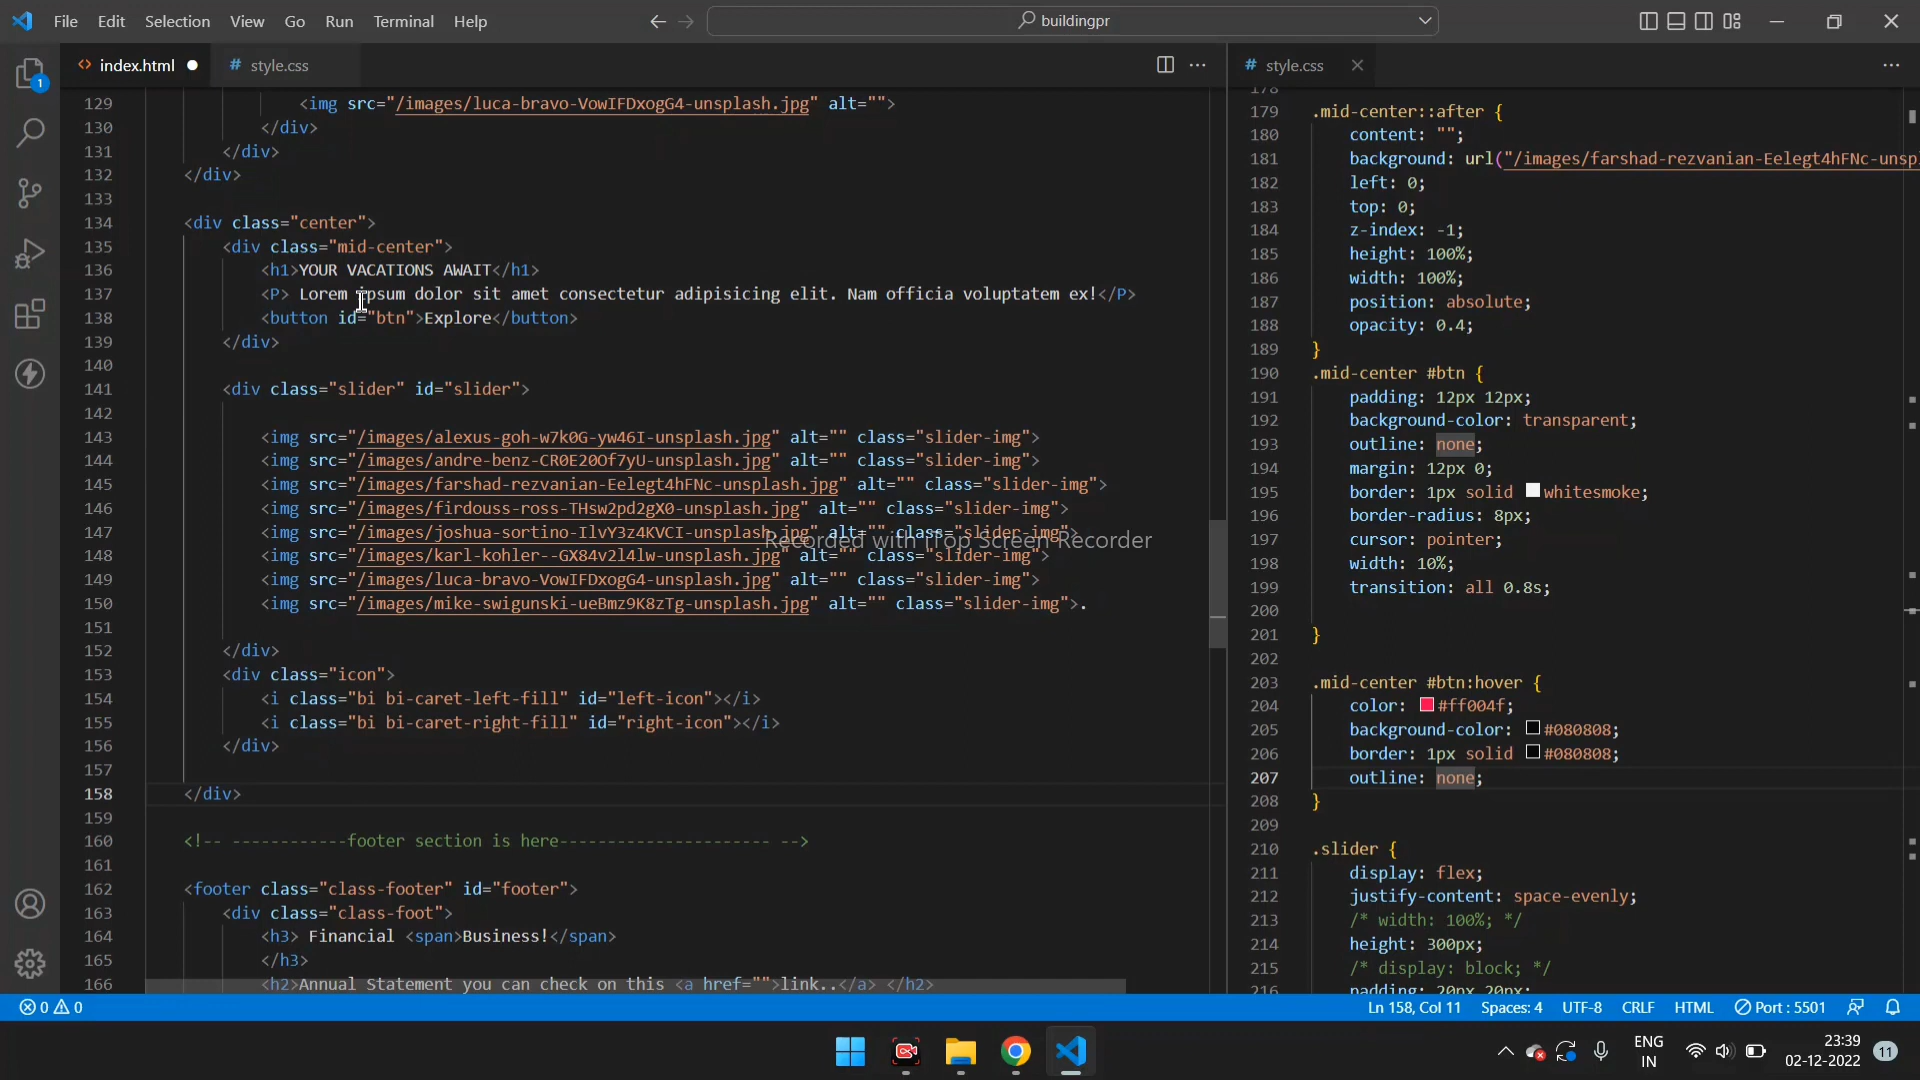 File Edit Selection View Go Run Terminal Help buildingpr
index.html style.css
129 <img src="/images/luca-bravo-VowIFDxogG4-unsplash.jpg" alt="">
130 </div>
131 </div>
132 </div>
133
134 <div class="center">
135 <div class="mid-center">
136 <h1>YOUR VACATIONS AWAIT</h1>
137 <P> Lorem ipsum dolor sit amet consectetur adipisicing elit. Nam officia voluptatem ex!</P>
138 <button id="btn">Explore</button>
139 </div>
140
141 <div class="slider" id="slider">
142
143 <img src="/images/alexus-goh-w7k0G-yw46I-unsplash.jpg" alt="" class="slider-img">
144 <img src="/images/andre-benz-CR0E20Of7yU-unsplash.jpg" alt="" class="slider-img">
145 <img src="/images/farshad-rezvanian-Eelegt4hFNc-unsplash.jpg" alt="" class="slider-img">
146 <img src="/images/firdouss-ross-THsw2pd2gX0-unsplash.jpg" alt="" class="slider-img">
147 <img src="/images/joshua-sortino-IlvY3z4KVCI-unsplash.jpg" alt="" class="slider-img">
148 <img src="/images/karl-kohler--GX84v2l4lw-unsplash.jpg" alt="" class="slider-img">
149 <img src="/images/luca-bravo-VowIFDxogG4-unsplash.jpg" alt="" class="slider-img">
150 <img src="/images/mike-swigunski-ueBmz9K8zTg-unsplash.jpg" alt="" class="slider-img">.
151
152 </div>
153 <div class="icon">
154 <i class="bi bi-caret-left-fill" id="left-icon"></i>
155 <i class="bi bi-caret-right-fill" id="right-icon"></i>
156 </div>
157
158 </div>
159
160 <!-- ------------footer section is here---------------------- -->
161
162 <footer class="class-footer" id="footer">
163 <div class="class-foot">
164 <h3> Financial <span>Business!</span>
165 </h3>
166 <h2>Annual Statement you can check on this <a href="">link..</a> </h2>
Recorded with iTop Screen Recorder
style.css
178
179 .mid-center::after {
180 content: "";
181 background: url("/images/farshad-rezvanian-Eelegt4hFNc-unspl
182 left: 0;
183 top: 0;
184 z-index: -1;
185 height: 100%;
186 width: 100%;
187 position: absolute;
188 opacity: 0.4;
189 }
190 .mid-center #btn {
191 padding: 12px 12px;
192 background-color: transparent;
193 outline: none;
194 margin: 12px 0;
195 border: 1px solid whitesmoke;
196 border-radius: 8px;
197 cursor: pointer;
198 width: 10%;
199 transition: all 0.8s;
200
201 }
202
203 .mid-center #btn:hover {
204 color: #ff004f;
205 background-color: #080808;
206 border: 1px solid #080808;
207 outline: none;
208 }
209
210 .slider {
211 display: flex;
212 justify-content: space-evenly;
213 /* width: 100%; */
214 height: 300px;
215 /* display: block; */
216 padding: 20px 20px;
0 0 Ln 158, Col 11 Spaces: 4 UTF-8 CRLF HTML Port : 5501
1
ENG
IN
23:39
02-12-2022
11